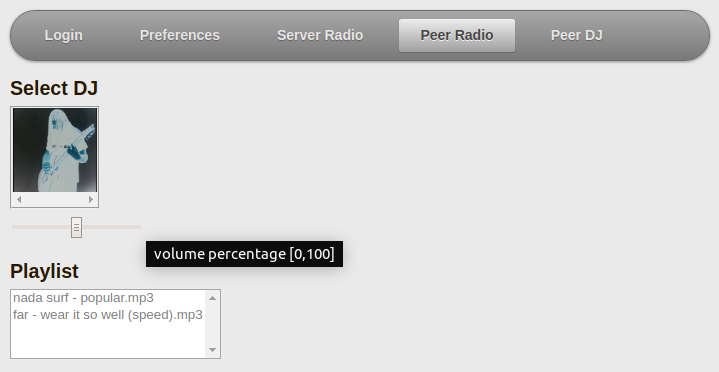 Login Preferences Server Radio Peer Radio Peer DJ
Select DJ
volume percentage [0,100]
Playlist
nada surf - popular.mp3
far - wear it so well (speed).mp3